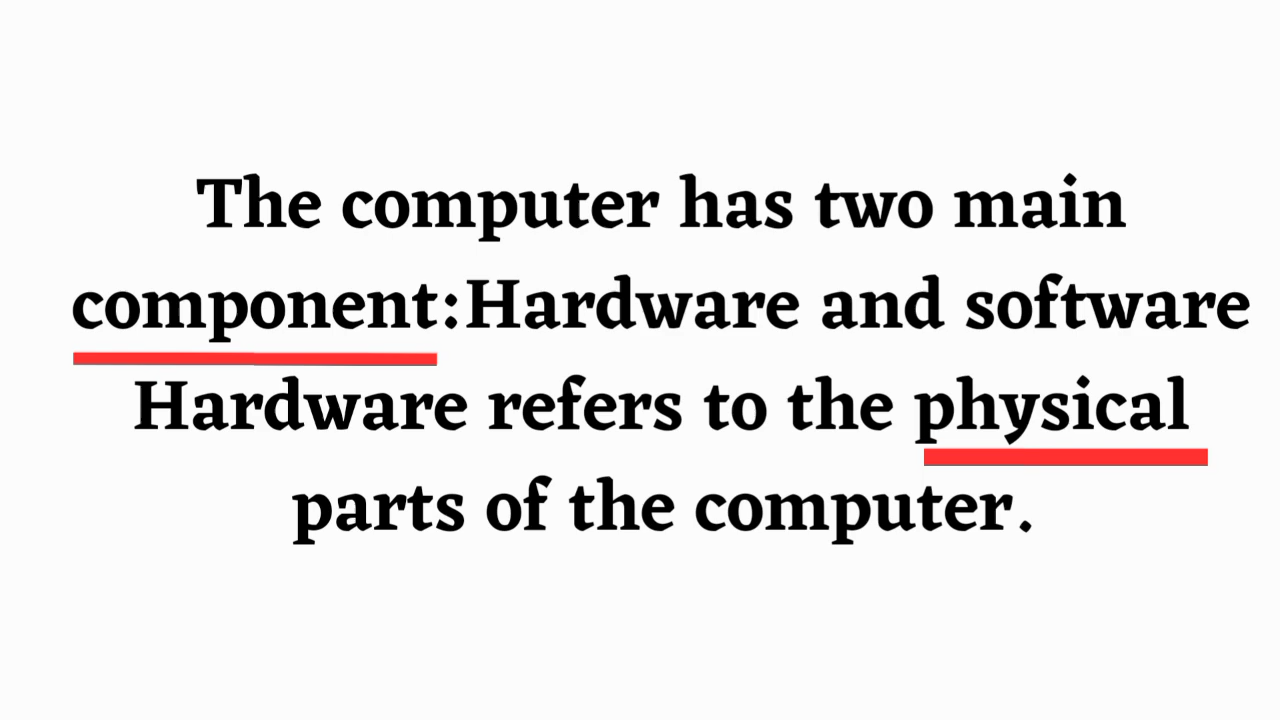 The computer has two main
component:Hardware and software
Hardware refers to the physical
parts of the computer.